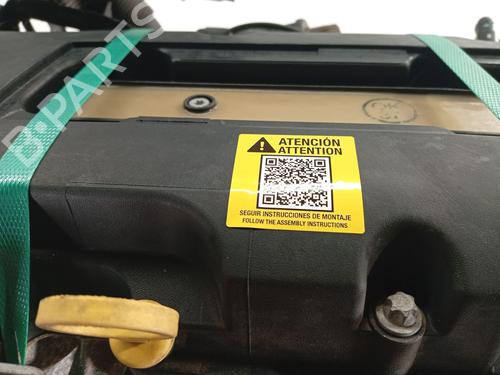 B-PARTS
ATENCIÓN
ATTENTION
SEGUIR INSTRUCCIONES DE MONTAJE
FOLLOW THE ASSEMBLY INSTRUCTIONS